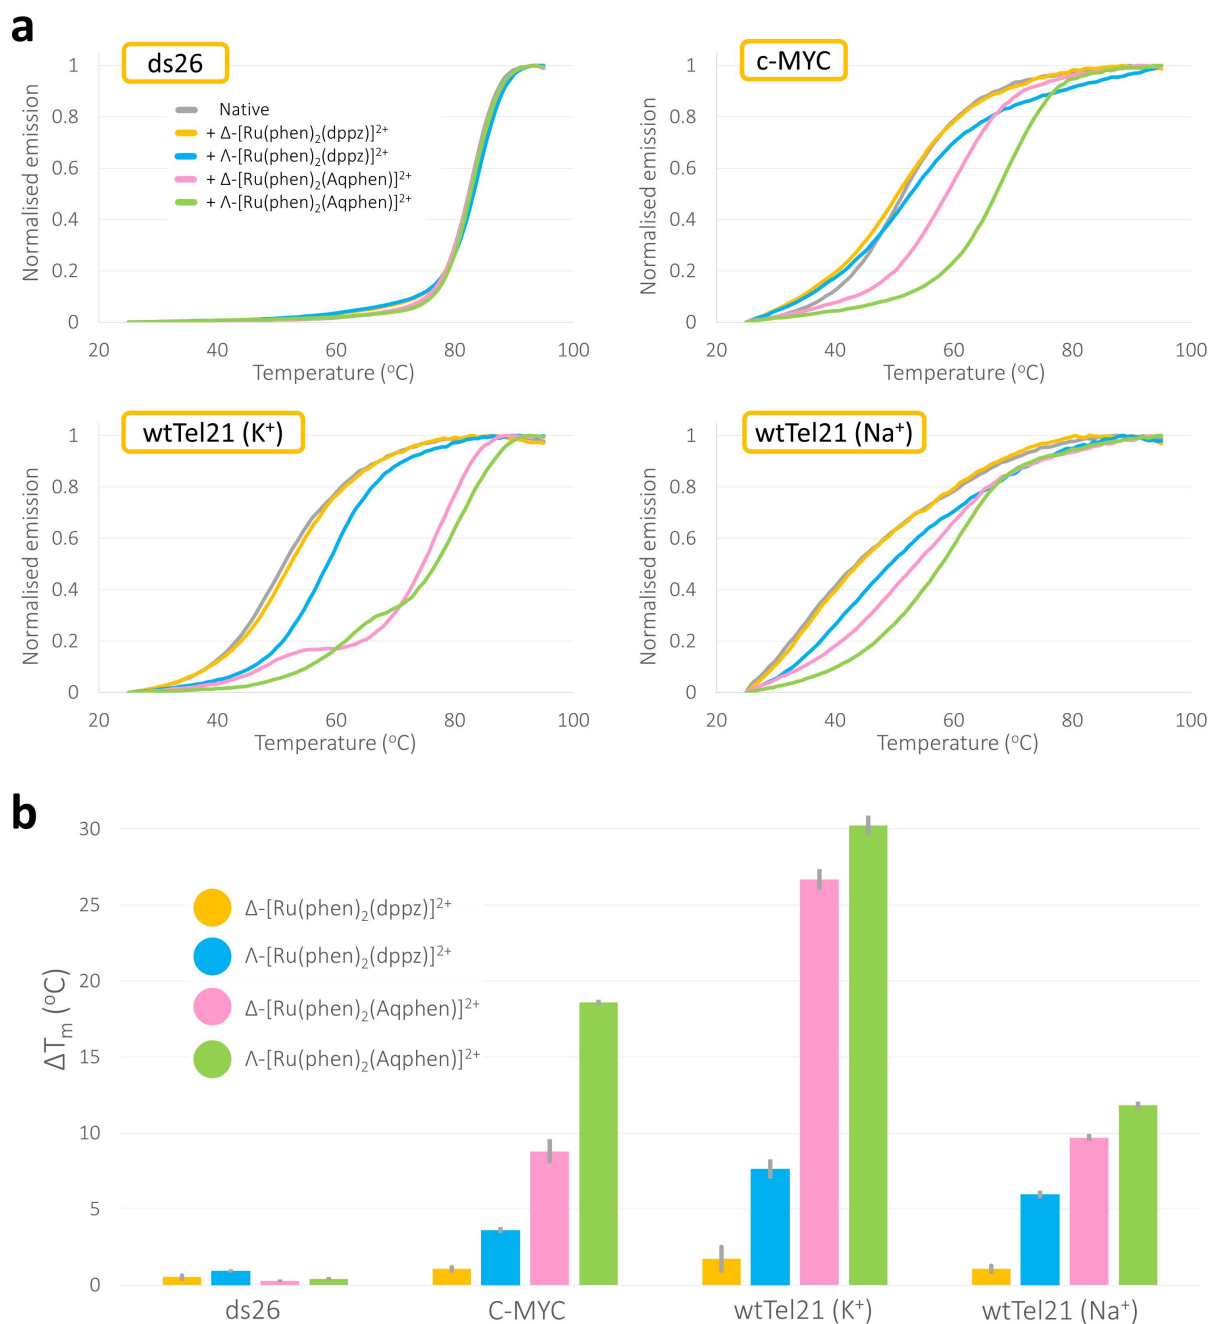 a
ds26
Native
+ Δ-[Ru(phen)₂(dppz)]²⁺
+ Λ-[Ru(phen)₂(dppz)]²⁺
+ Δ-[Ru(phen)₂(Aqphen)]²⁺
+ Λ-[Ru(phen)₂(Aqphen)]²⁺
Normalised emission
1
0.8
0.6
0.4
0.2
0
20
40
60
80
100
Temperature (°C)
c-MYC
Normalised emission
1
0.8
0.6
0.4
0.2
0
20
40
60
80
100
Temperature (°C)
wtTel21 (K⁺)
Normalised emission
1
0.8
0.6
0.4
0.2
0
20
40
60
80
100
Temperature (°C)
wtTel21 (Na⁺)
Normalised emission
1
0.8
0.6
0.4
0.2
0
20
40
60
80
100
Temperature (°C)
b
ΔTₘ (°C)
30
25
20
15
10
5
0
Δ-[Ru(phen)₂(dppz)]²⁺
Λ-[Ru(phen)₂(dppz)]²⁺
Δ-[Ru(phen)₂(Aqphen)]²⁺
Λ-[Ru(phen)₂(Aqphen)]²⁺
ds26
C-MYC
wtTel21 (K⁺)
wtTel21 (Na⁺)